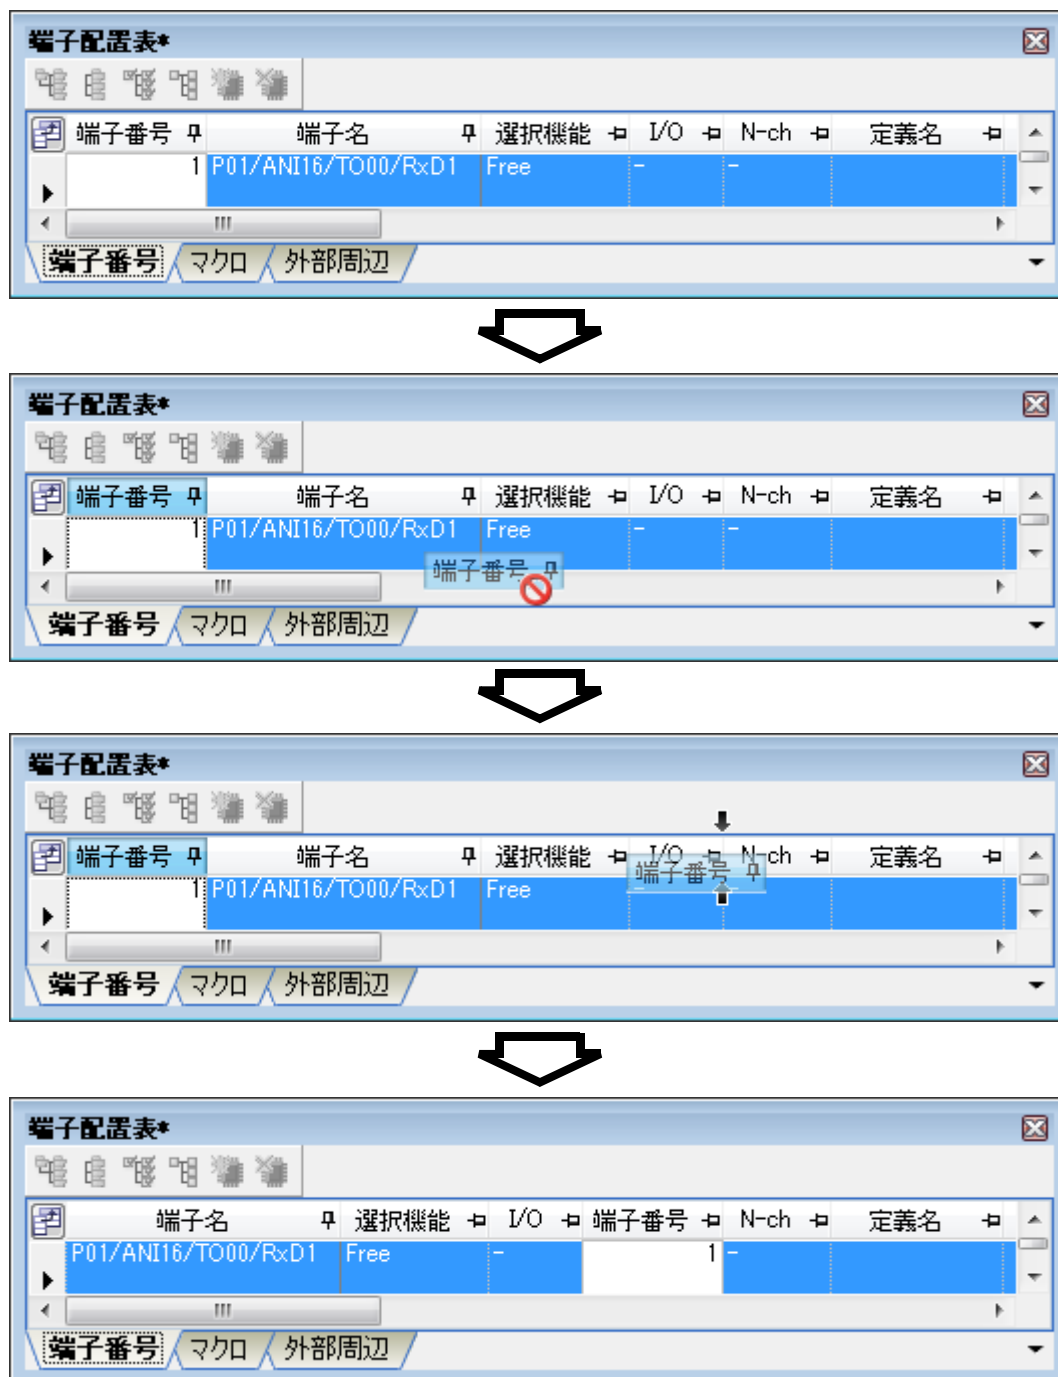 端子配置表*
端子番号 端子名 選択機能 I/O N-ch 定義名
1 P01/ANI16/TO00/RxD1 Free - -
端子番号 マクロ 外部周辺
端子配置表*
端子番号 端子名 選択機能 I/O N-ch 定義名
1 P01/ANI16/TO00/RxD1 Free - -
端子番号
端子番号 マクロ 外部周辺
端子配置表*
端子番号 端子名 選択機能 I/O N-ch 定義名
端子番号
1 P01/ANI16/TO00/RxD1 Free - -
端子番号 マクロ 外部周辺
端子配置表*
端子名 選択機能 I/O 端子番号 N-ch 定義名
P01/ANI16/TO00/RxD1 Free - 1 -
端子番号 マクロ 外部周辺